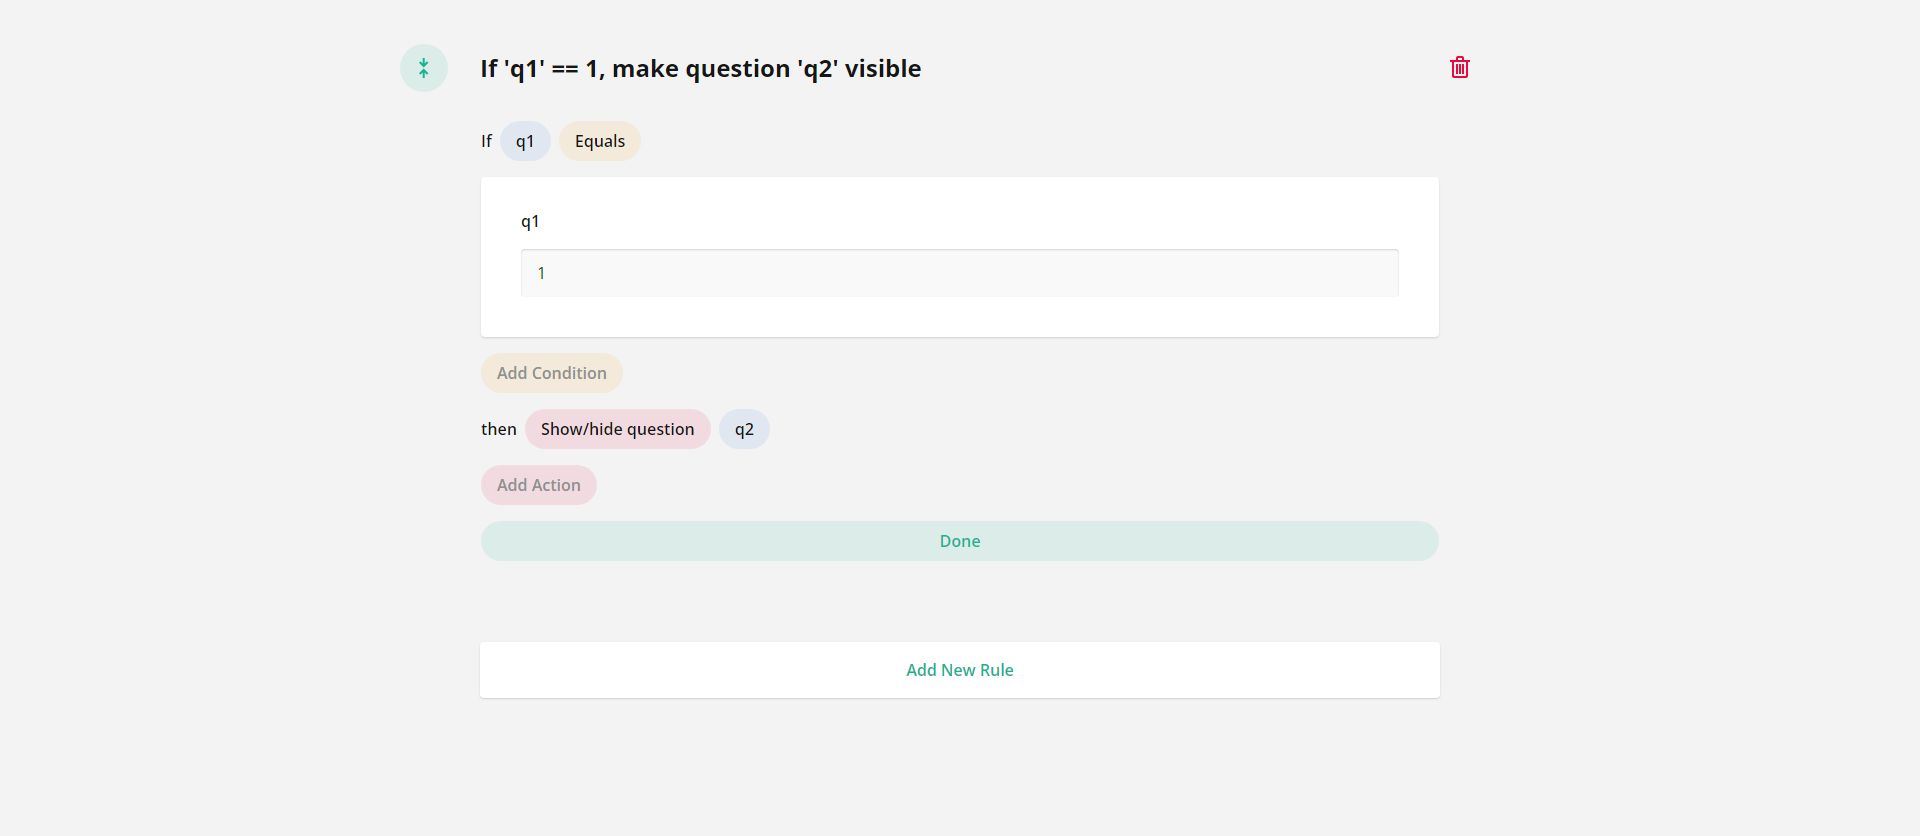 If 'q1' == 1, make question 'q2' visible
If q1 Equals
q1
1
Add Condition
then Show/hide question q2
Add Action
Done
Add New Rule